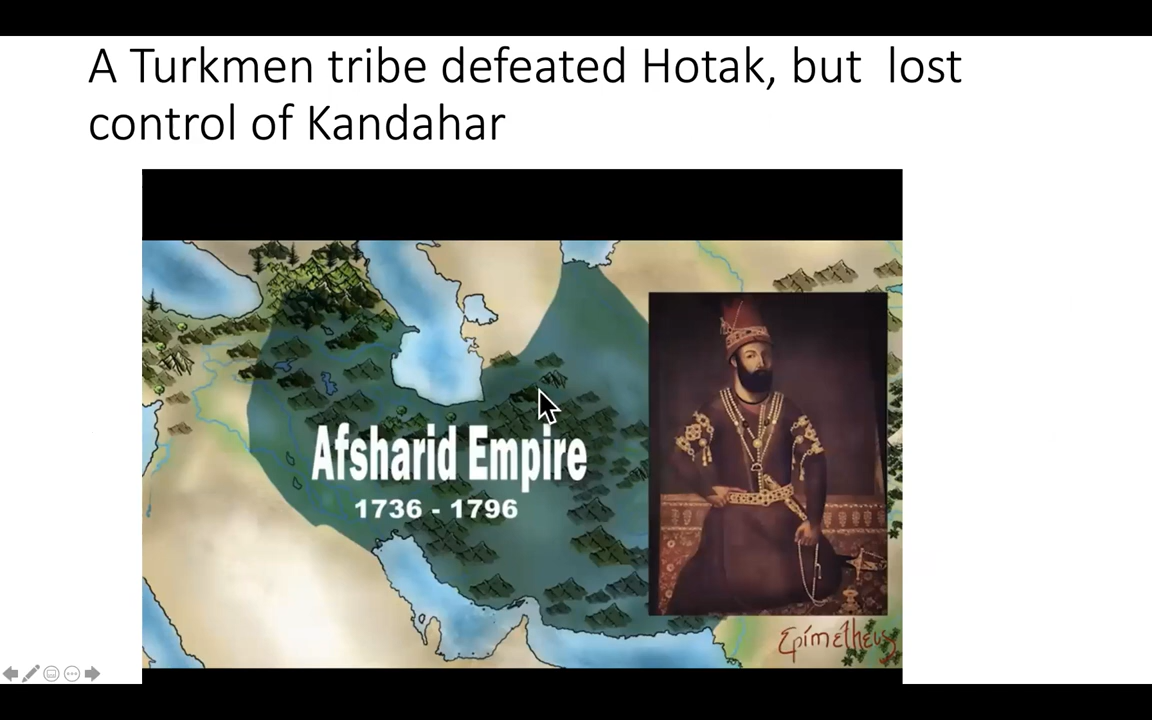 A Turkmen tribe defeated Hotak, but  lost
control of Kandahar
Afsharid Empire
1736 - 1796
Epimetheus